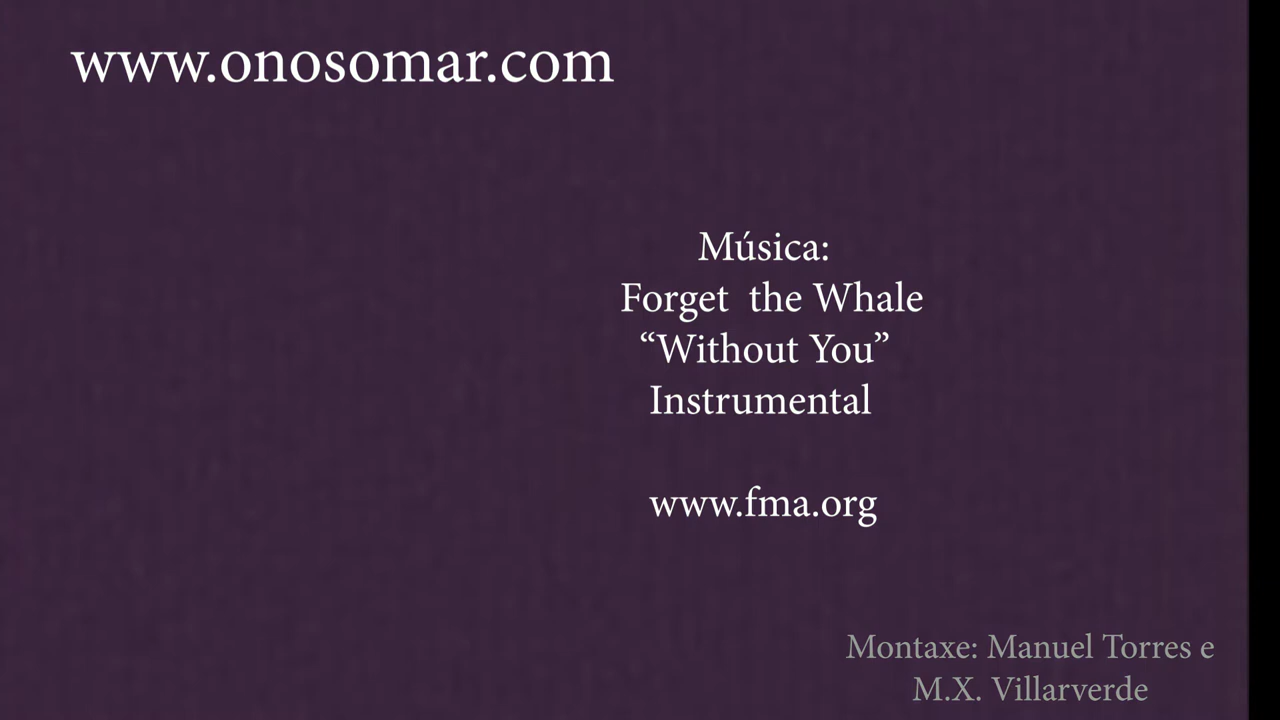 www.onosomar.com
Música:
Forget the Whale
“Without You”
Instrumental
www.fma.org
Montaxe: Manuel Torres e
M.X. Villarverde